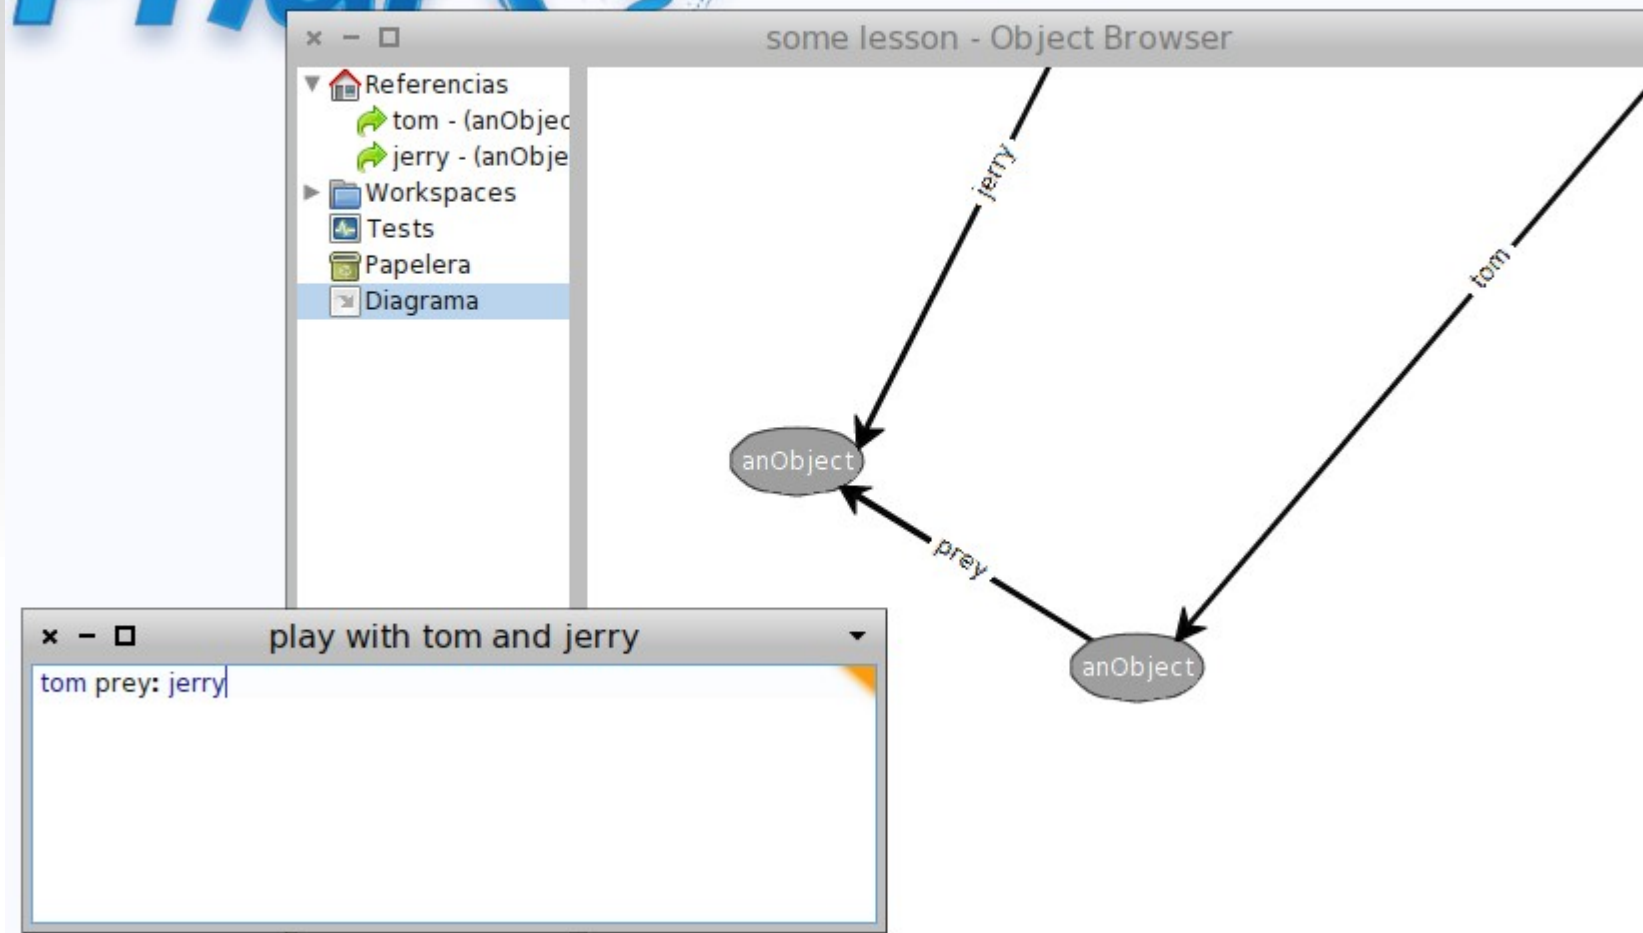 some lesson - Object Browser
Referencias
tom - (anObjec
jerry - (anObje
Workspaces
Tests
Papelera
Diagrama
jerry
tom
anObject
prey
anObject
play with tom and jerry
tom prey: jerry